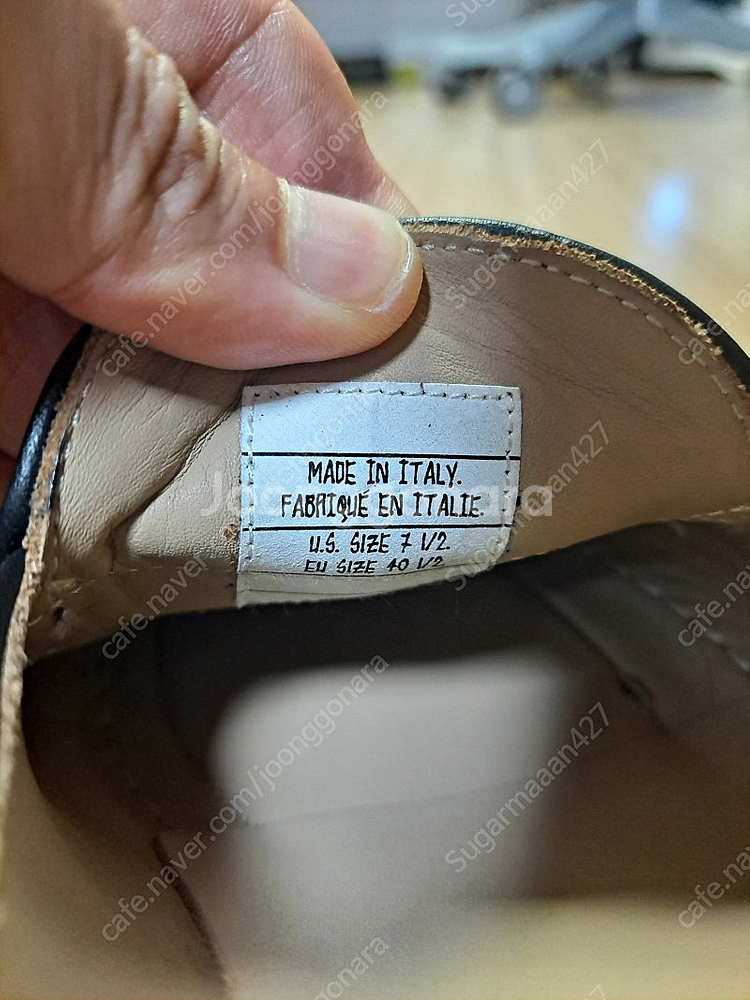 MADE IN ITALY.
FABRIQUÉ EN ITALIE.
U.S. SIZE 7 1/2
EU SIZE 40 1/2
Joonggonara
cafe.naver.com/joonggonara
Sugarmaaan427